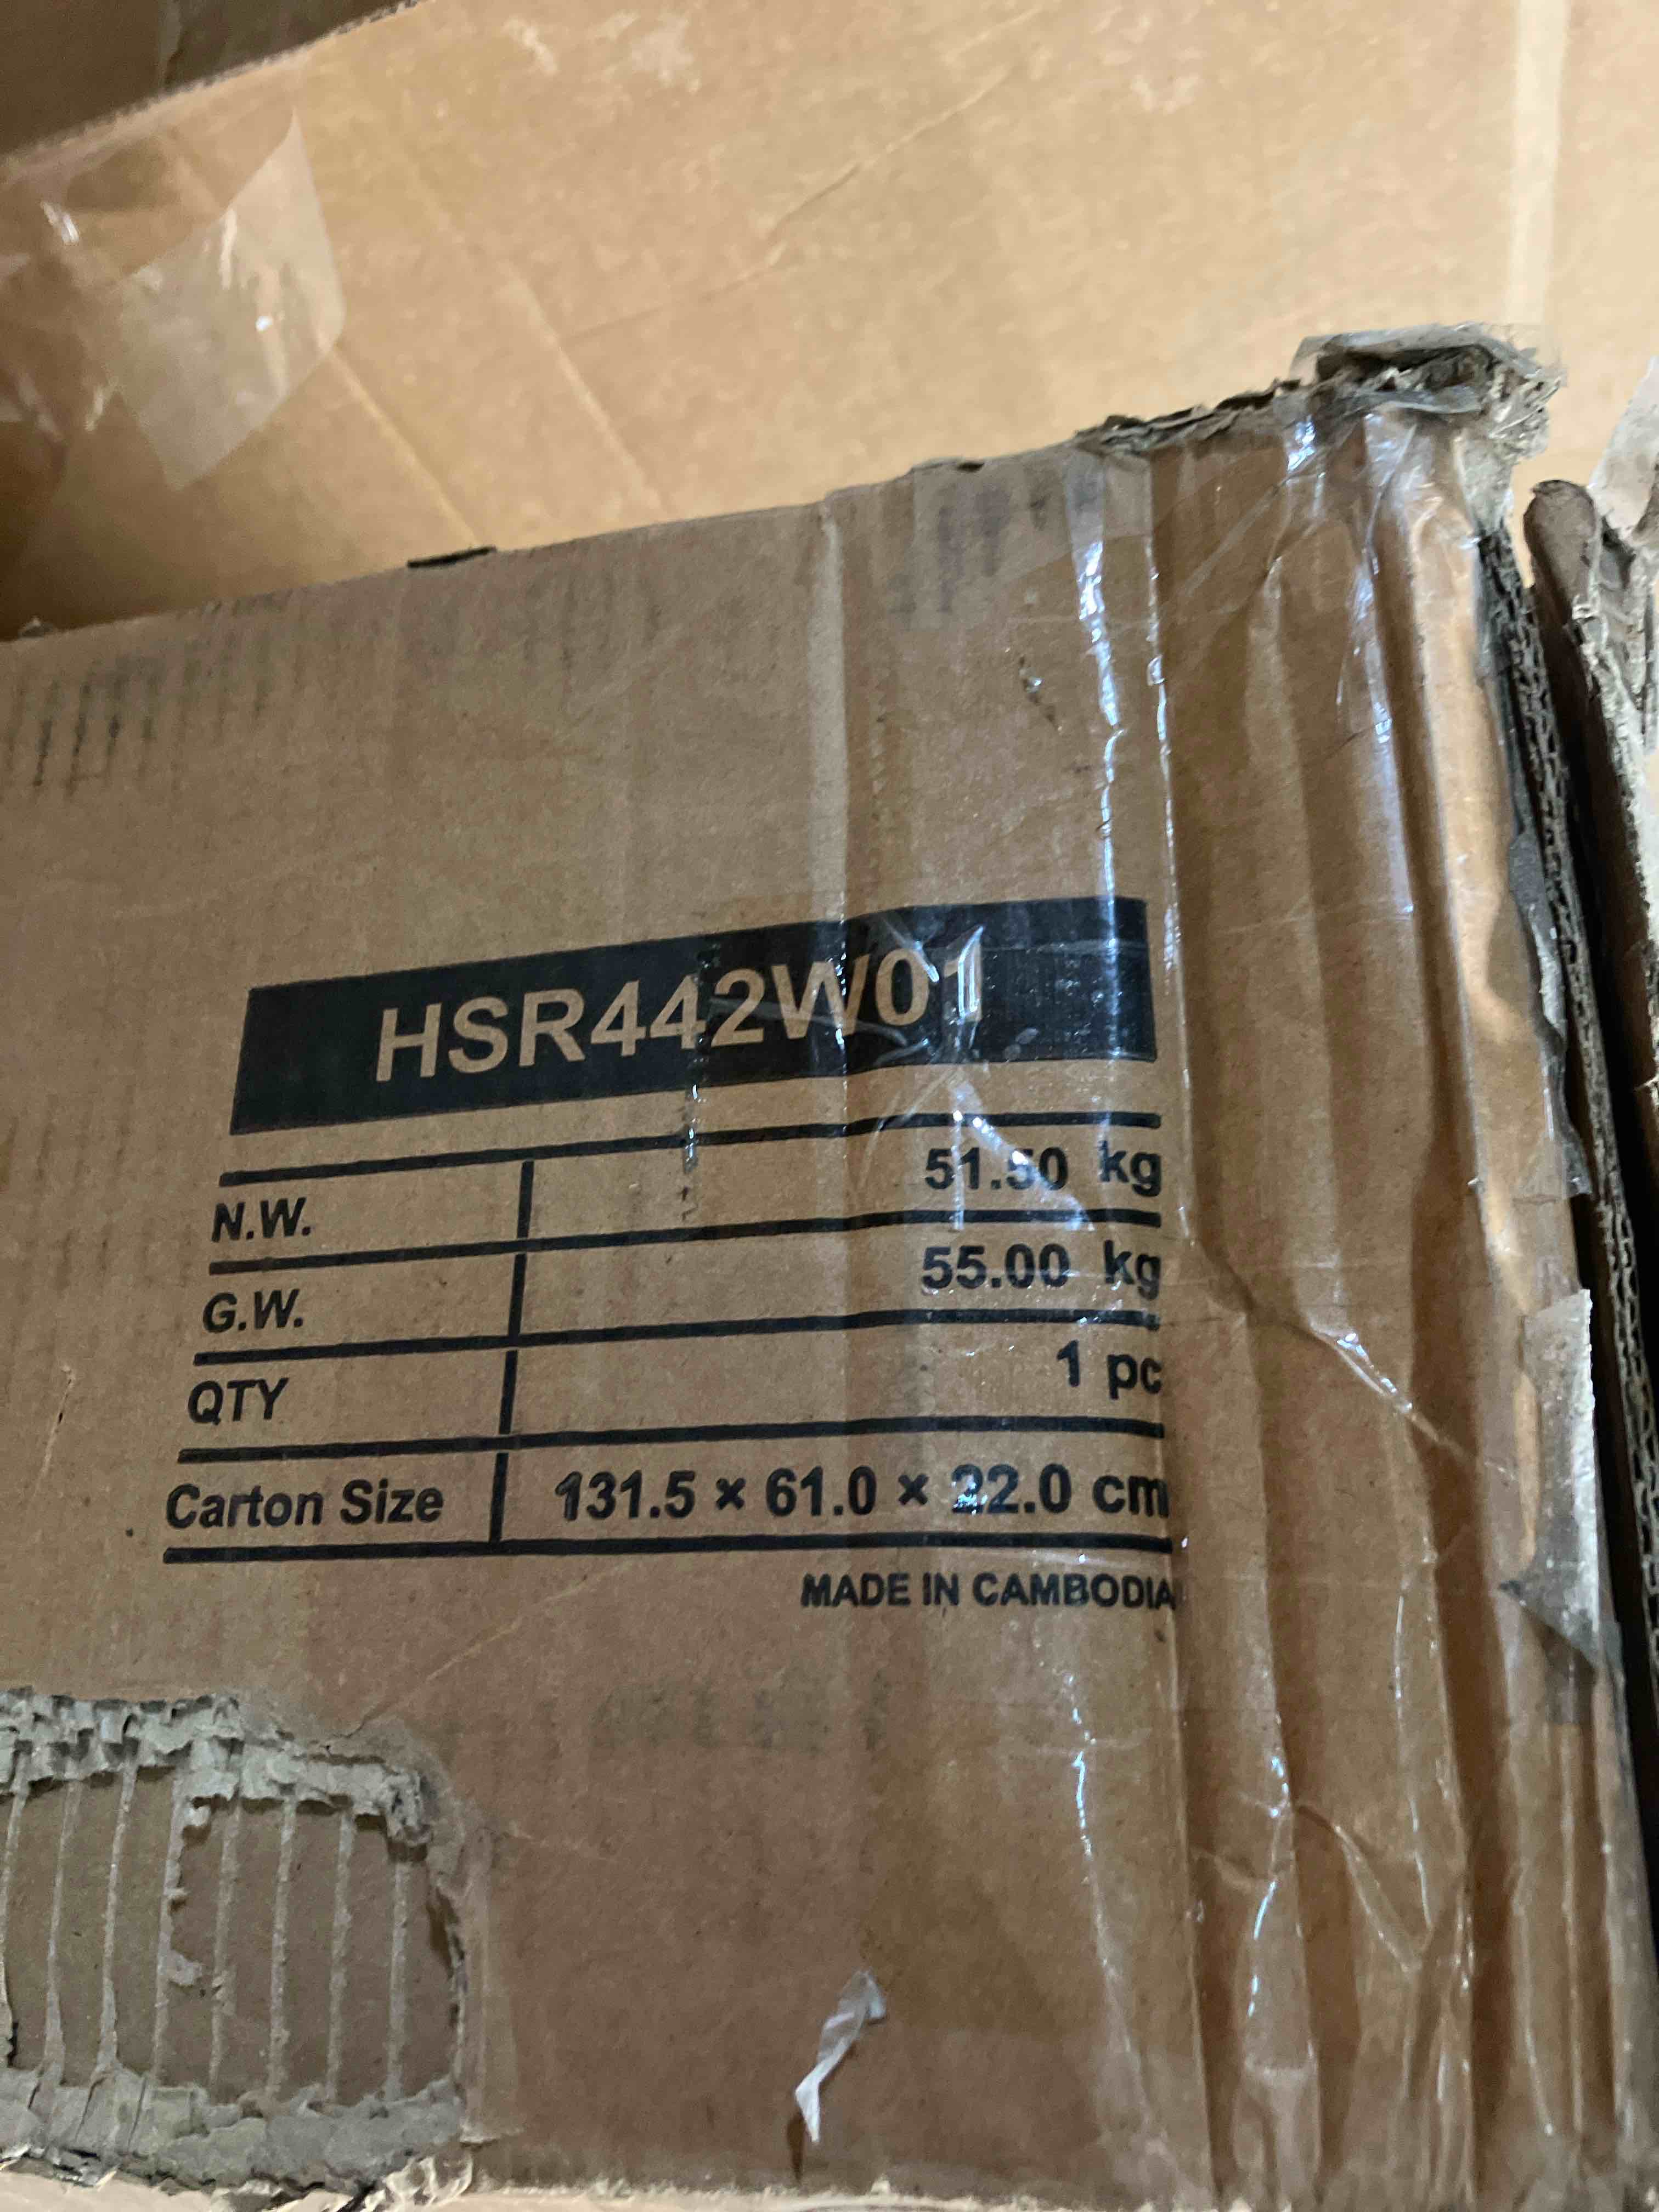 HSR442W01
N.W. 51.50 kg
G.W. 55.00 kg
QTY 1 pc
Carton Size 131.5 × 61.0 × 22.0 cm
MADE IN CAMBODIA